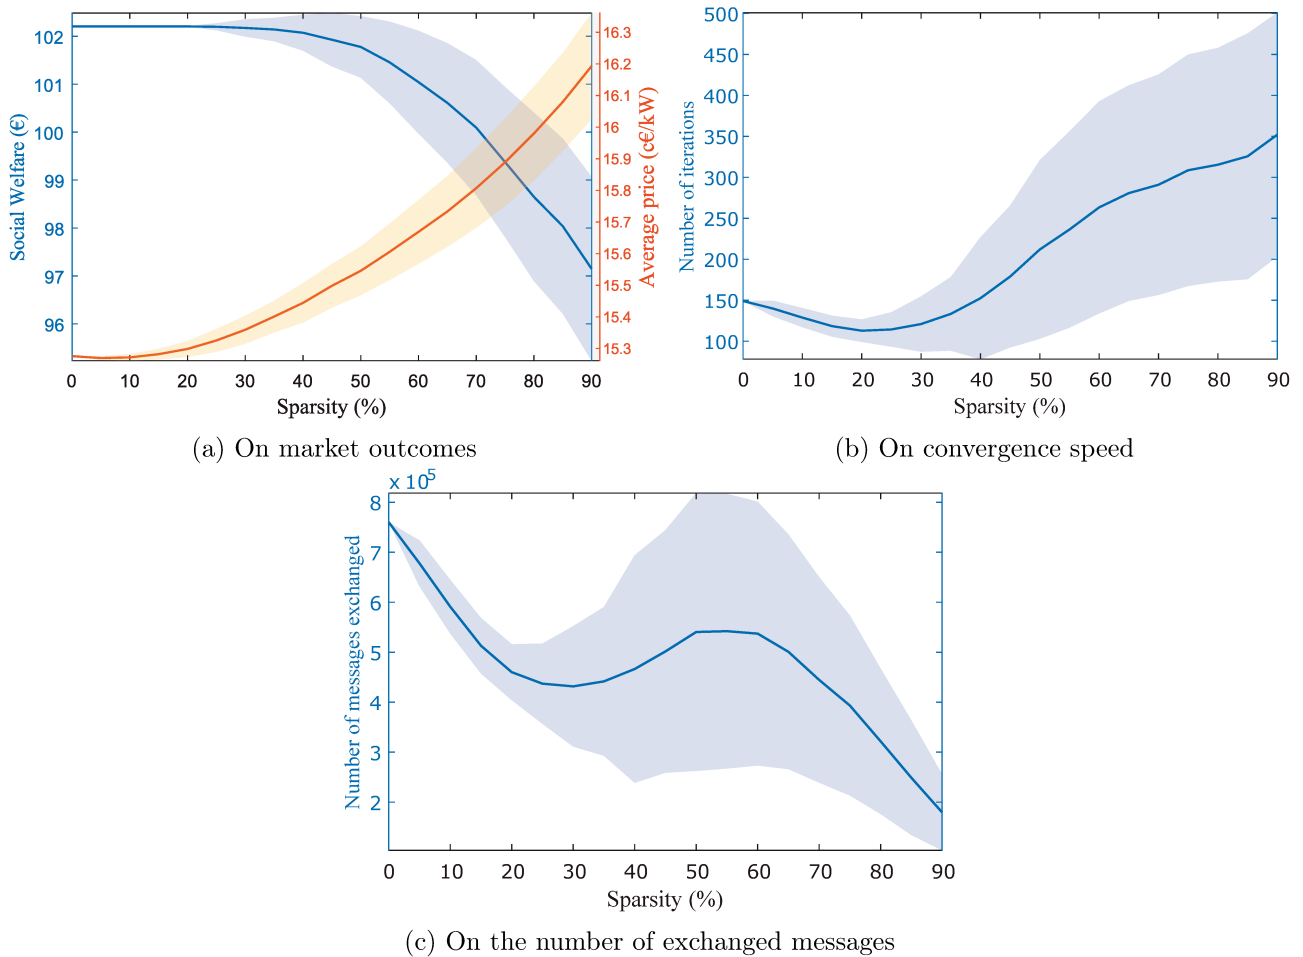 102
101
100
99
98
97
96
Social Welfare (€)
16.3
16.2
16.1
16
15.9
15.8
15.7
15.6
15.5
15.4
15.3
Average price (c€/kW)
0 10 20 30 40 50 60 70 80 90
Sparsity (%)
(a) On market outcomes
500
450
400
350
300
250
200
150
100
Number of iterations
0 10 20 30 40 50 60 70 80 90
Sparsity (%)
(b) On convergence speed
x 10^5
8
7
6
5
4
3
2
Number of messages exchanged
0 10 20 30 40 50 60 70 80 90
Sparsity (%)
(c) On the number of exchanged messages